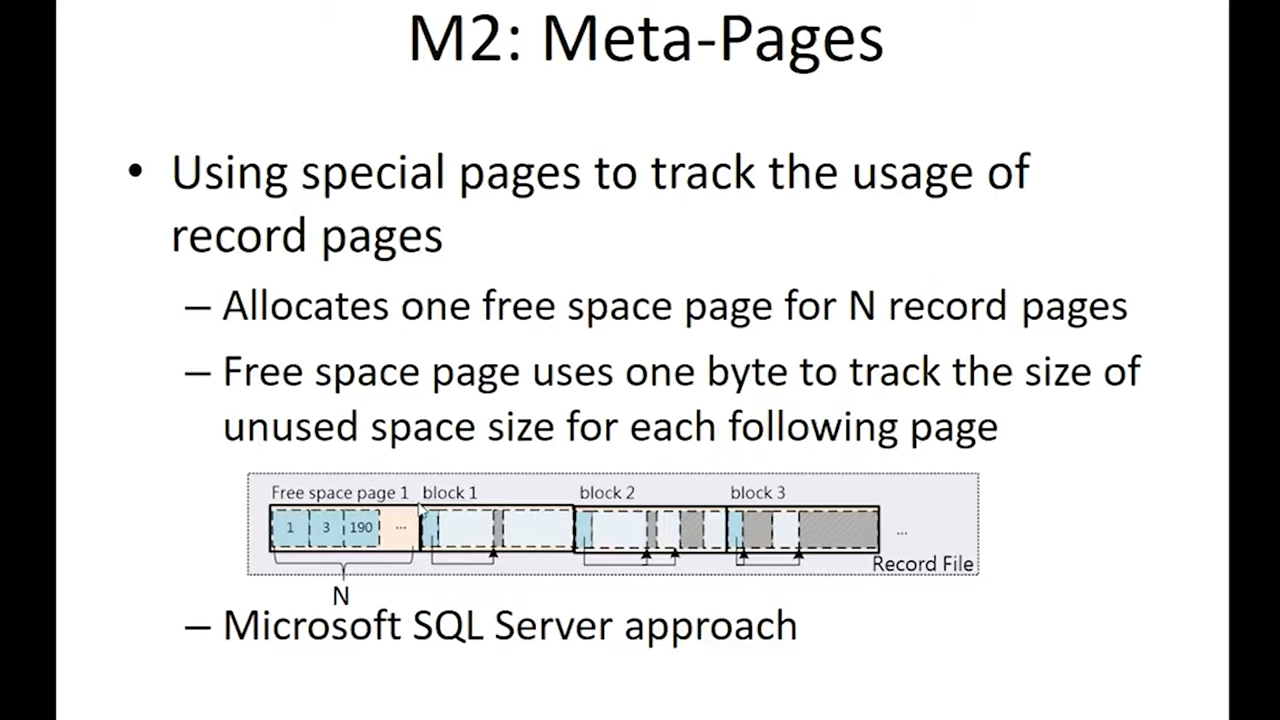 M2: Meta-Pages
• Using special pages to track the usage of
record pages
– Allocates one free space page for N record pages
– Free space page uses one byte to track the size of
unused space size for each following page
Free space page 1 block 1 block 2 block 3
1 3 190 ... ...
Record File
N
– Microsoft SQL Server approach